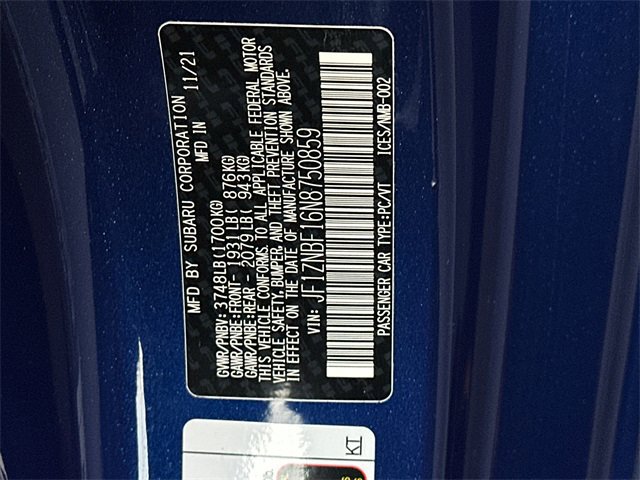 MFD BY SUBARU CORPORATION 11/21
MFD IN
GVWR/PNBV: 3748LB(1700KG)
GAWR/PNBE:FRONT- 1931LB( 876KG)
GAWR/PNBE:REAR - 2079LB( 943KG)
THIS VEHICLE CONFORMS TO ALL APPLICABLE FEDERAL MOTOR
VEHICLE SAFETY,BUMPER,AND THEFT PREVENTION STANDARDS
IN EFFECT ON THE DATE OF MANUFACTURE SHOWN ABOVE.
VIN: JF1ZNBF16N8750859
PASSENGER CAR TYPE:PC/VT ICES/NMB-002
KT